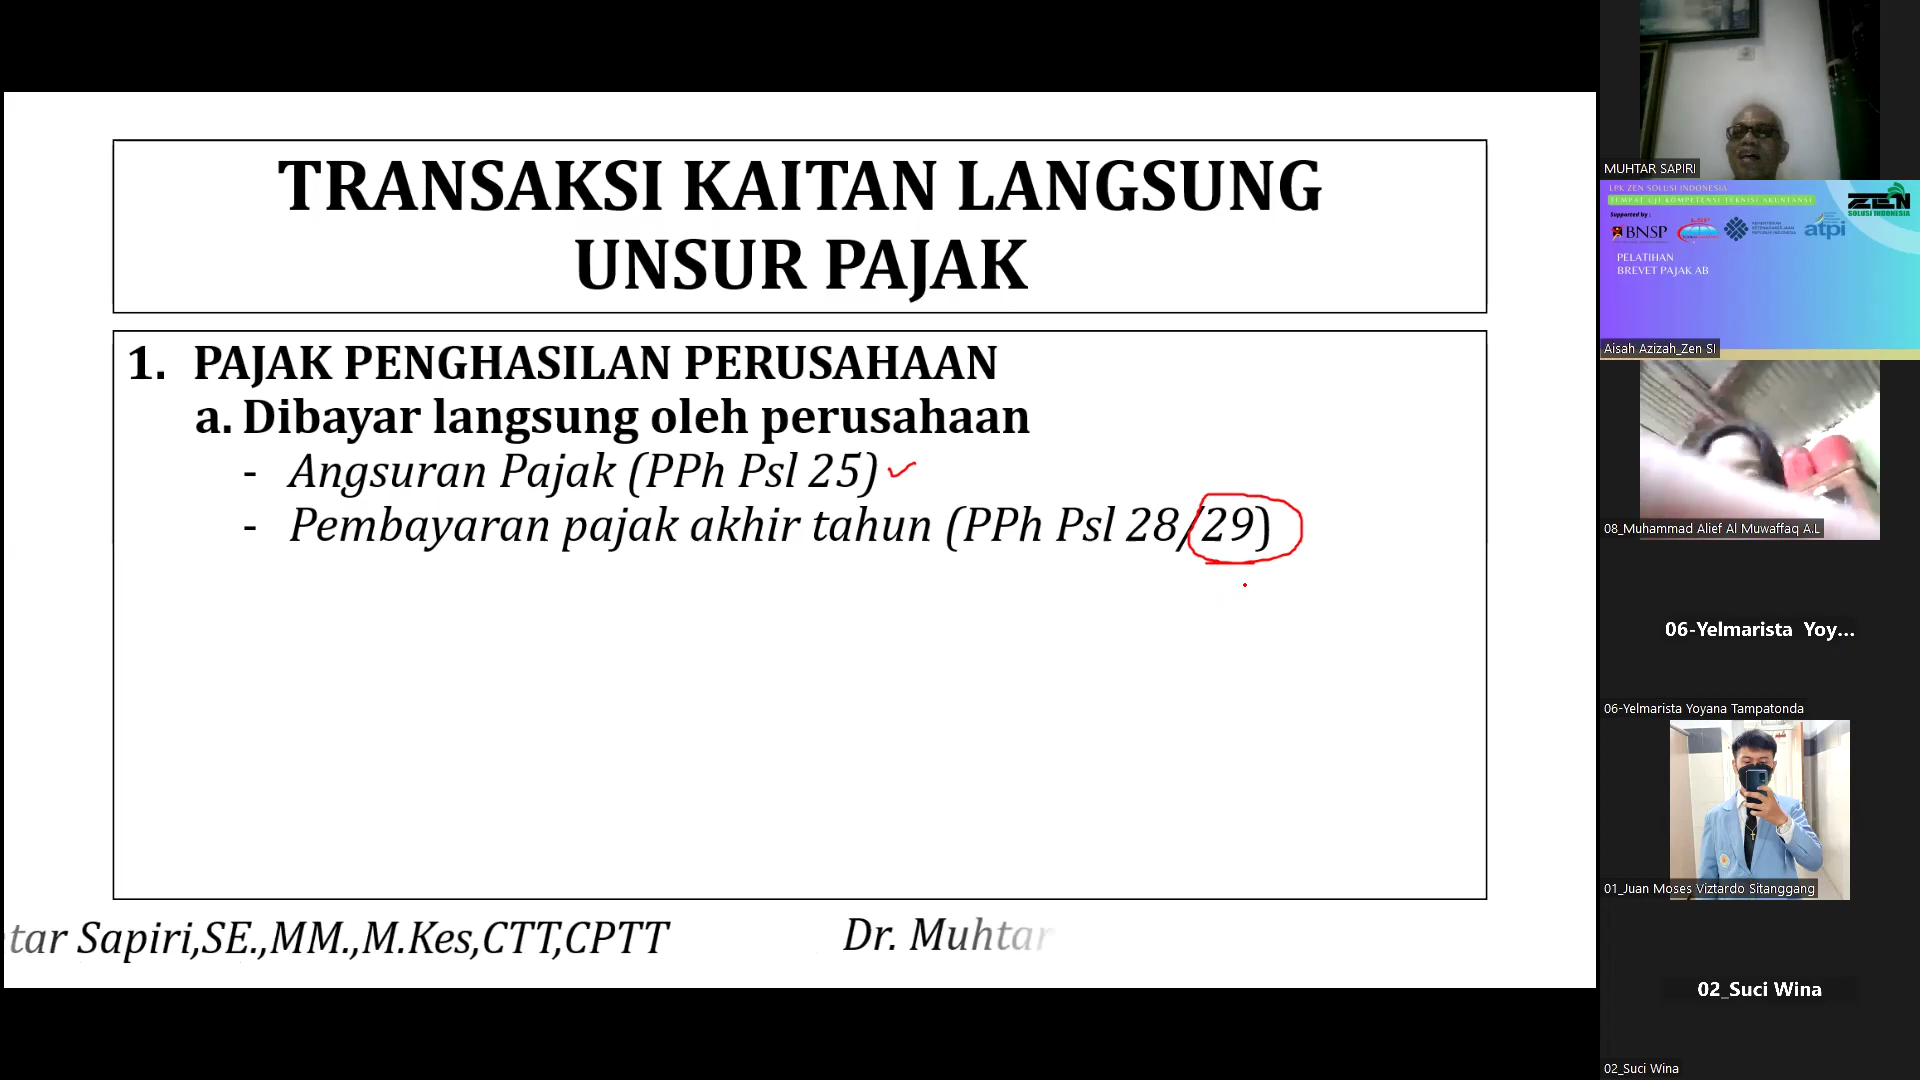 TRANSAKSI KAITAN LANGSUNG
UNSUR PAJAK
1. PAJAK PENGHASILAN PERUSAHAAN
a. Dibayar langsung oleh perusahaan
- Angsuran Pajak (PPh Psl 25)
- Pembayaran pajak akhir tahun (PPh Psl 28/29)
tar Sapiri,SE.,MM.,M.Kes,CTT,CPTT
Dr. Muhtar
MUHTAR SAPIRI
LPK ZEN SOLUSI INDONESIA
TEMPAT UJI KOMPETENSI TEKNISI AKUNTANSI
Supported by :
BNSP
atpi
ZEN
SOLUSI INDONESIA
PELATIHAN
BREVET PAJAK AB
Aisah Azizah_Zen SI
08_Muhammad Alief Al Muwaffaq A.L
06-Yelmarista Yoy...
06-Yelmarista Yoyana Tampatonda
01_Juan Moses Viztardo Sitanggang
02_Suci Wina
02_Suci Wina